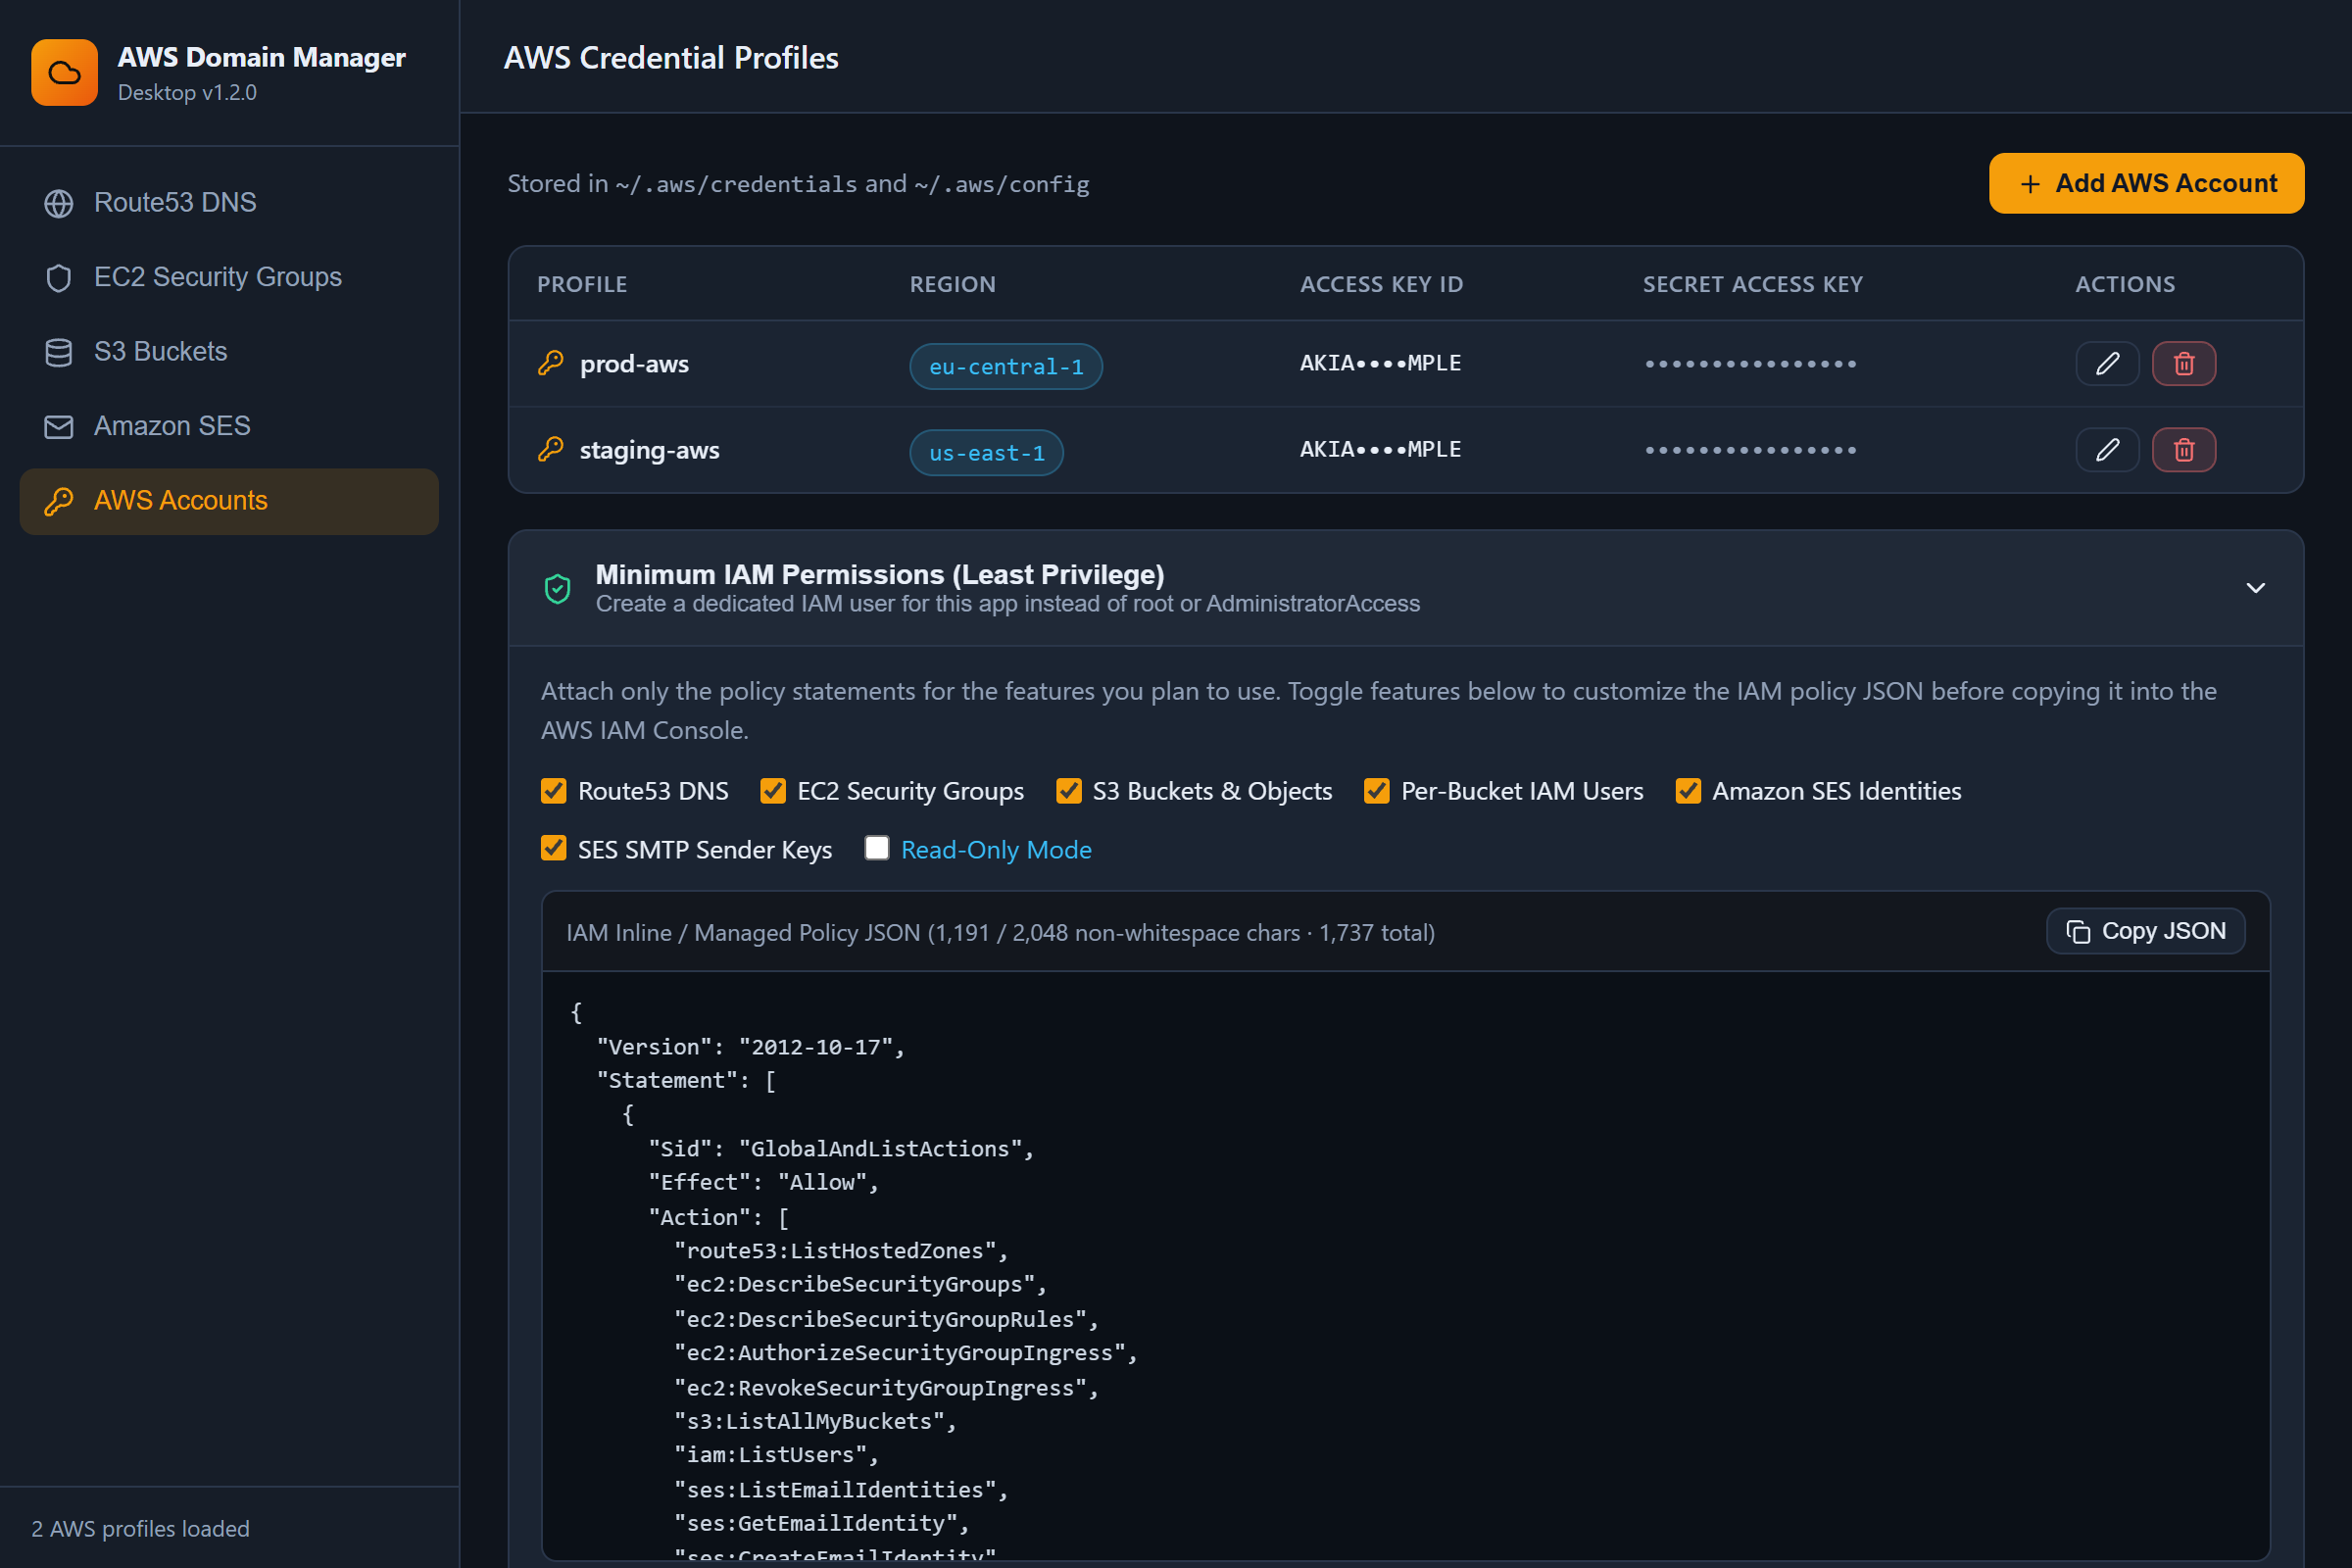 AWS Domain Manager
Desktop v1.2.0
Route53 DNS
EC2 Security Groups
S3 Buckets
Amazon SES
AWS Accounts
2 AWS profiles loaded
AWS Credential Profiles
Stored in ~/.aws/credentials and ~/.aws/config
Add AWS Account
PROFILE REGION ACCESS KEY ID SECRET ACCESS KEY ACTIONS
prod-aws eu-central-1 AKIA••••MPLE ••••••••••••••••
staging-aws us-east-1 AKIA••••MPLE ••••••••••••••••
Minimum IAM Permissions (Least Privilege)
Create a dedicated IAM user for this app instead of root or AdministratorAccess
Attach only the policy statements for the features you plan to use. Toggle features below to customize the IAM policy JSON before copying it into the
AWS IAM Console.
Route53 DNS EC2 Security Groups S3 Buckets & Objects Per-Bucket IAM Users Amazon SES Identities
SES SMTP Sender Keys Read-Only Mode
IAM Inline / Managed Policy JSON (1,191 / 2,048 non-whitespace chars · 1,737 total) Copy JSON
{
"Version": "2012-10-17",
"Statement": [
{
"Sid": "GlobalAndListActions",
"Effect": "Allow",
"Action": [
"route53:ListHostedZones",
"ec2:DescribeSecurityGroups",
"ec2:DescribeSecurityGroupRules",
"ec2:AuthorizeSecurityGroupIngress",
"ec2:RevokeSecurityGroupIngress",
"s3:ListAllMyBuckets",
"iam:ListUsers",
"ses:ListEmailIdentities",
"ses:GetEmailIdentity",
"ses:CreateEmailIdentity"